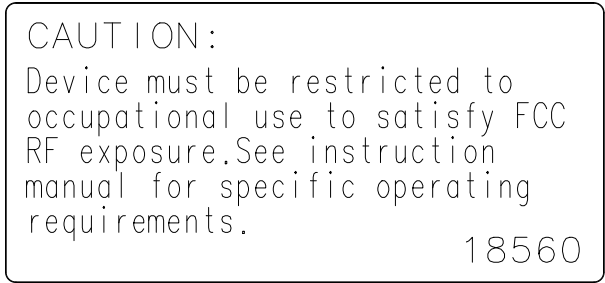 CAUTION:
Device must be restricted to
occupational use to satisfy FCC
RF exposure.See instruction
manual for specific operating
requirements.
18560